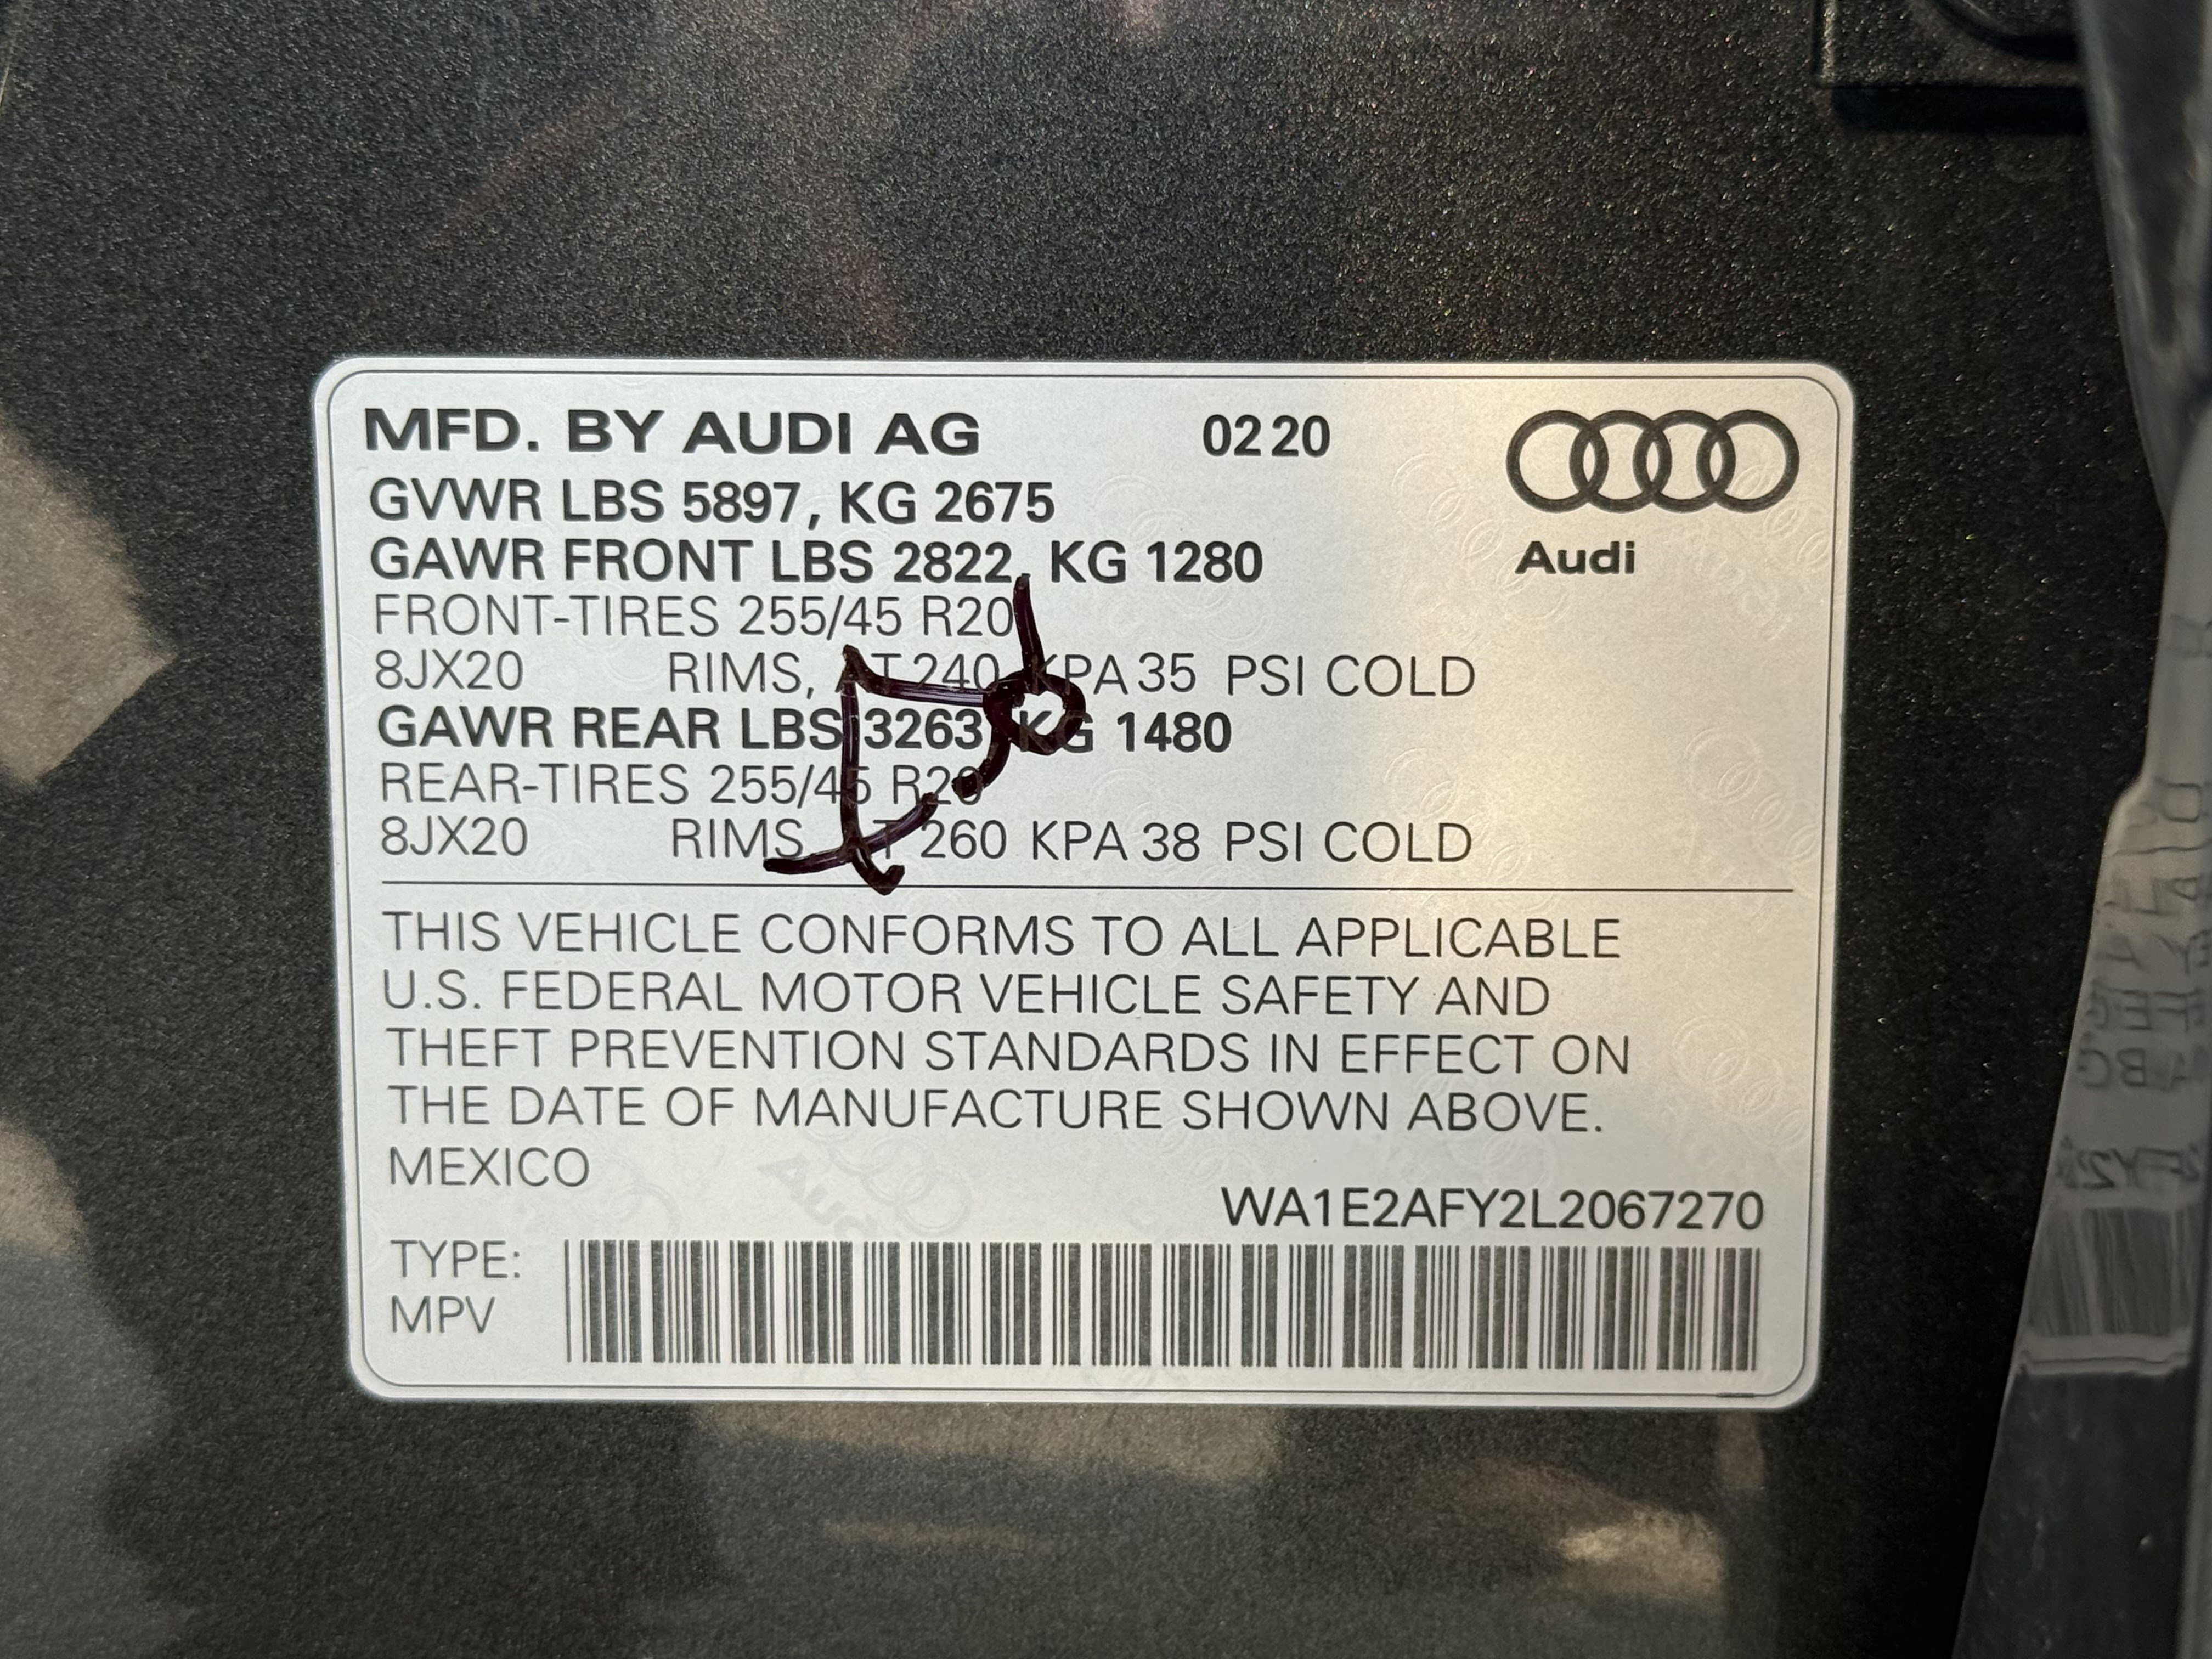 MFD. BY AUDI AG 02 20
GVWR LBS 5897, KG 2675
Audi
GAWR FRONT LBS 2822, KG 1280
FRONT-TIRES 255/45 R20
8JX20 RIMS, AT 240 KPA 35 PSI COLD
GAWR REAR LBS 3263, KG 1480
REAR-TIRES 255/45 R20
8JX20 RIMS, AT 260 KPA 38 PSI COLD
THIS VEHICLE CONFORMS TO ALL APPLICABLE
U.S. FEDERAL MOTOR VEHICLE SAFETY AND
THEFT PREVENTION STANDARDS IN EFFECT ON
THE DATE OF MANUFACTURE SHOWN ABOVE.
MEXICO
WA1E2AFY2L2067270
TYPE:
MPV